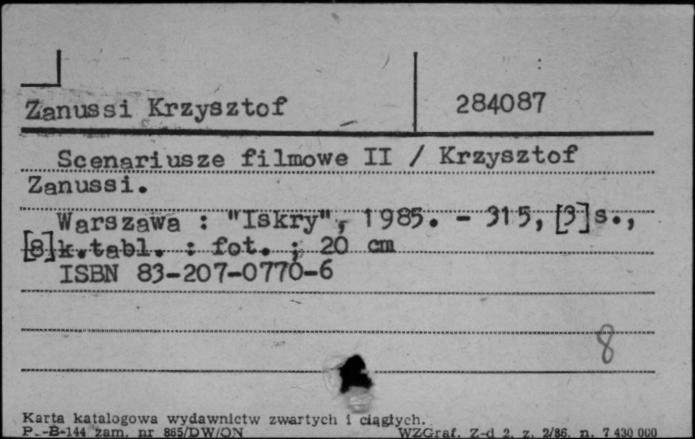 Zanussi Krzysztof 284087
Scenariusze filmowe II / Krzysztof
Zanussi.
Warszawa : "Iskry", 1985. - 315, [3]s.,
[8]k.tabl. : fot. ; 20 cm
ISBN 83-207-0770-6
8
Karta katalogowa wydawnictw zwartych i ciągłych.
P.-B-144 zam. nr 865/DW/ON WZGraf. Z-d 2. z. 2/86. n. 7 430 000